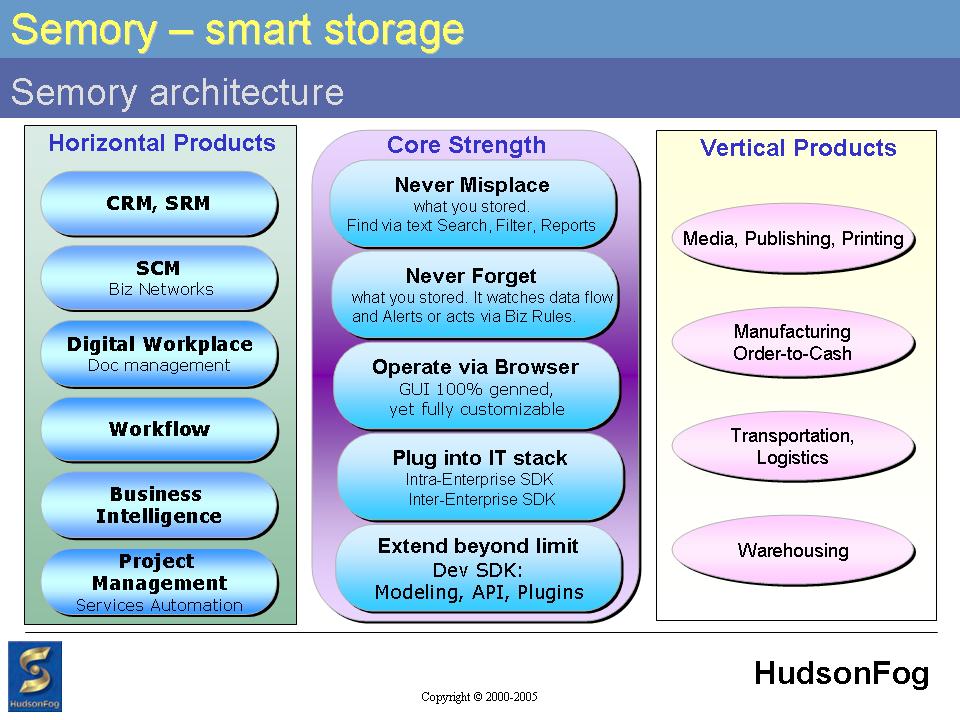 Semory – smart storage
Semory architecture
Horizontal Products
CRM, SRM
SCM
Biz Networks
Digital Workplace
Doc management
Workflow
Business
Intelligence
Project
Management
Services Automation
Core Strength
Never Misplace
what you stored.
Find via text Search, Filter, Reports
Never Forget
what you stored. It watches data flow
and Alerts or acts via Biz Rules.
Operate via Browser
GUI 100% genned,
yet fully customizable
Plug into IT stack
Intra-Enterprise SDK
Inter-Enterprise SDK
Extend beyond limit
Dev SDK:
Modeling, API, Plugins
Vertical Products
Media, Publishing, Printing
Manufacturing
Order-to-Cash
Transportation,
Logistics
Warehousing
HudsonFog
Copyright © 2000-2005
HudsonFog